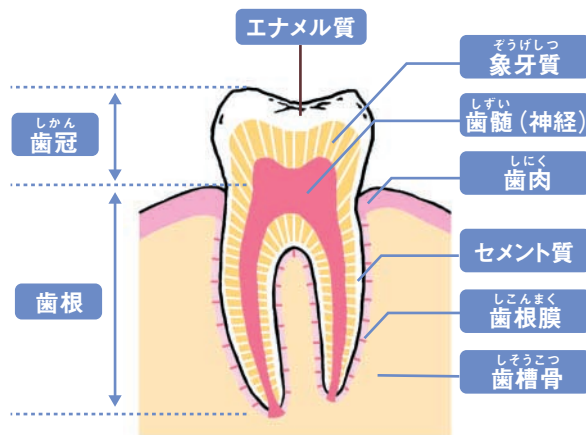 エナメル質
ぞうげしつ
象牙質
しずい
歯髄（神経）
しかん
歯冠
しにく
歯肉
セメント質
歯根
しこんまく
歯根膜
しそうこつ
歯槽骨